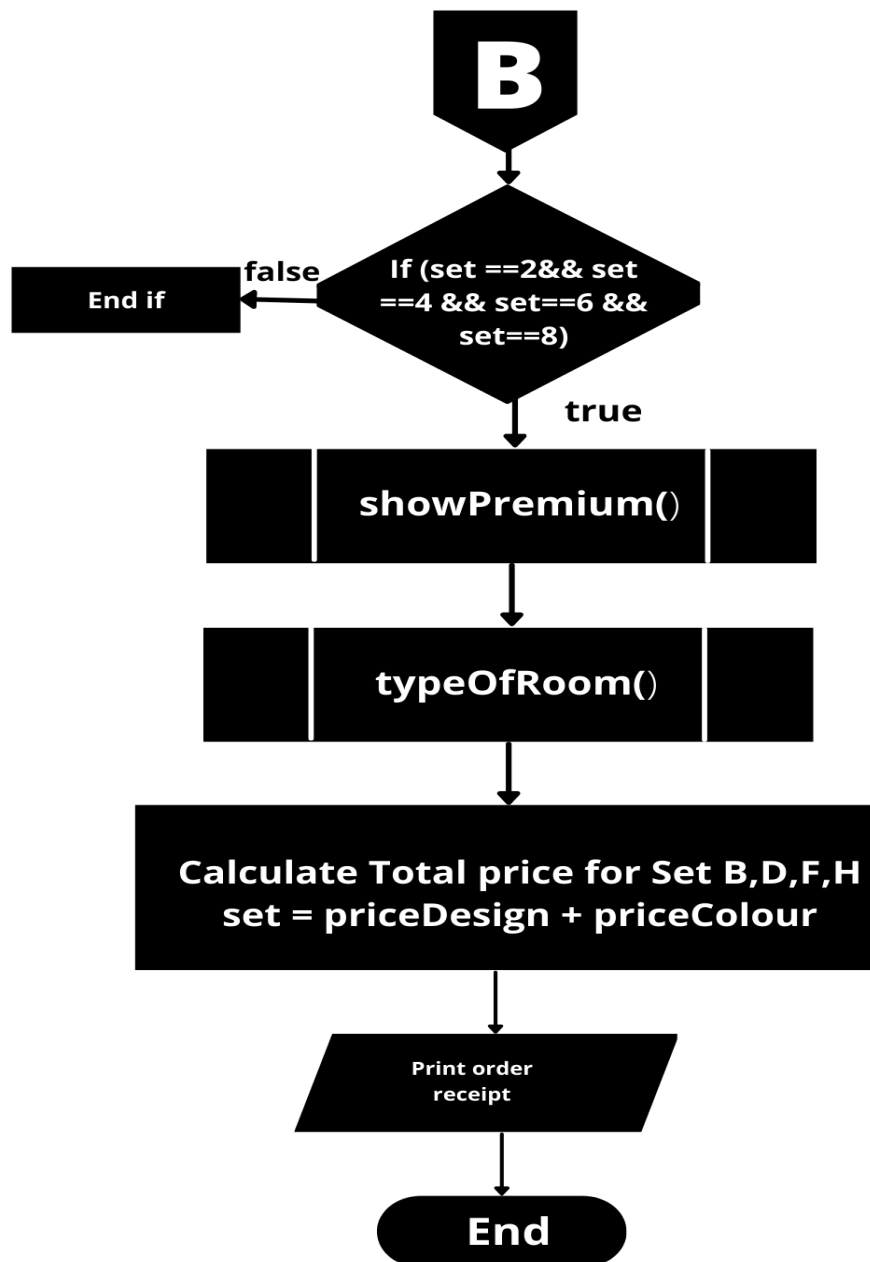 B
If (set ==2&& set
==4 && set==6 &&
set==8)
false
End if
true
showPremium()
typeOfRoom()
Calculate Total price for Set B,D,F,H
set = priceDesign + priceColour
Print order
receipt
End